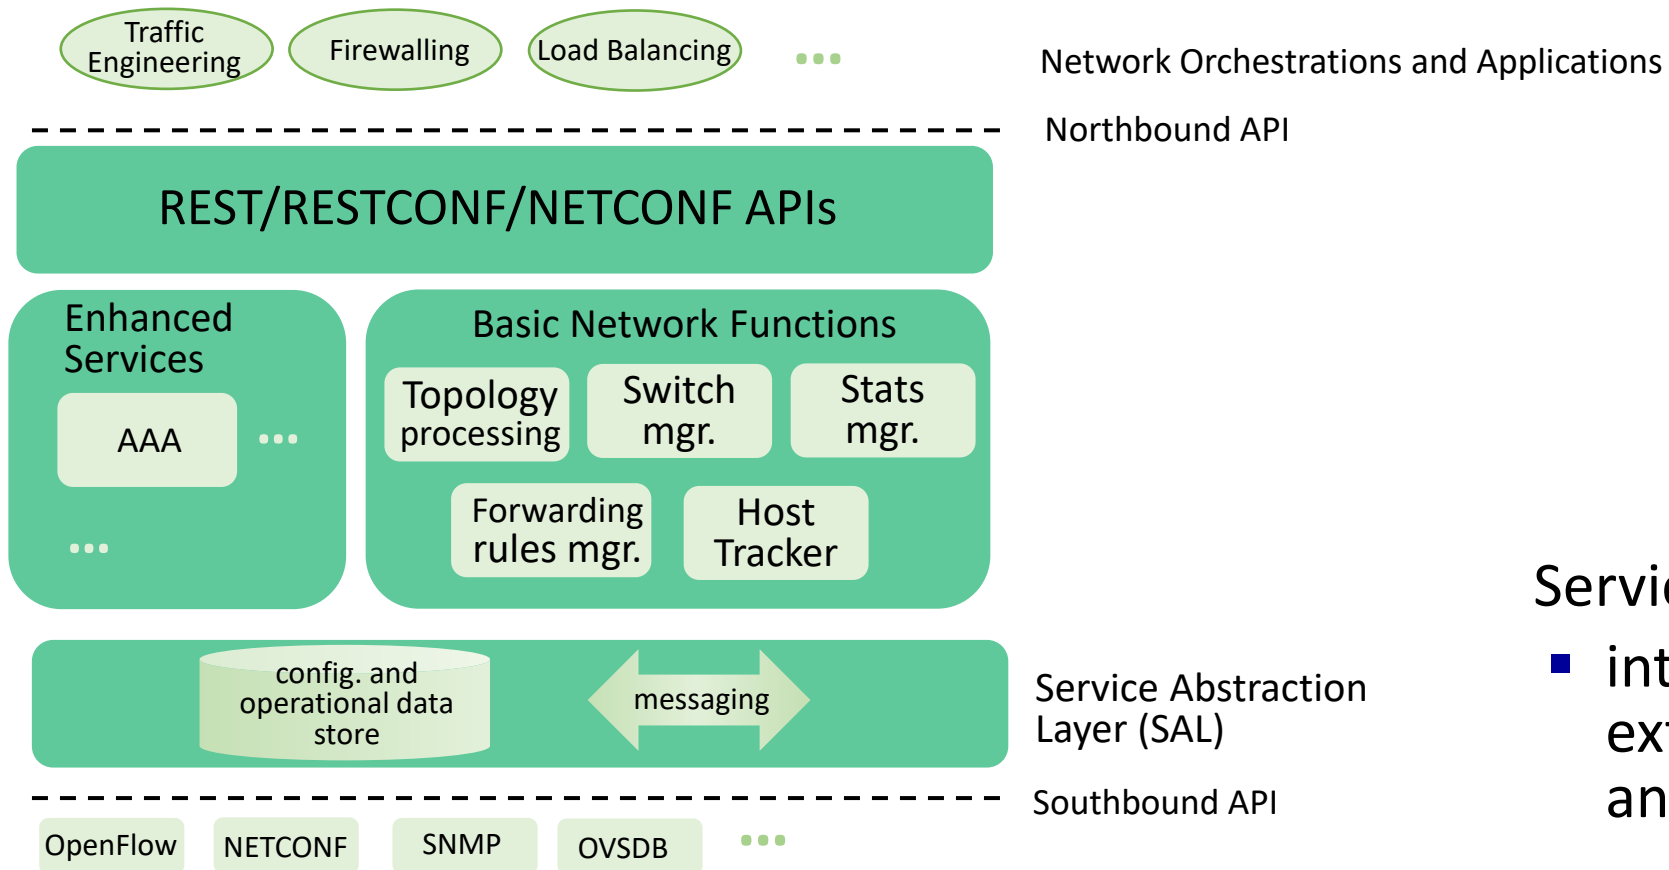 Traffic
Engineering
Firewalling
Load Balancing
...
Network Orchestrations and Applications
Northbound API
REST/RESTCONF/NETCONF APIs
Enhanced
Services
AAA
...
...
Basic Network Functions
Topology
processing
Switch
mgr.
Stats
mgr.
Forwarding
rules mgr.
Host
Tracker
config. and
operational data
store
messaging
Service Abstraction
Layer (SAL)
Southbound API
OpenFlow
NETCONF
SNMP
OVSDB
...